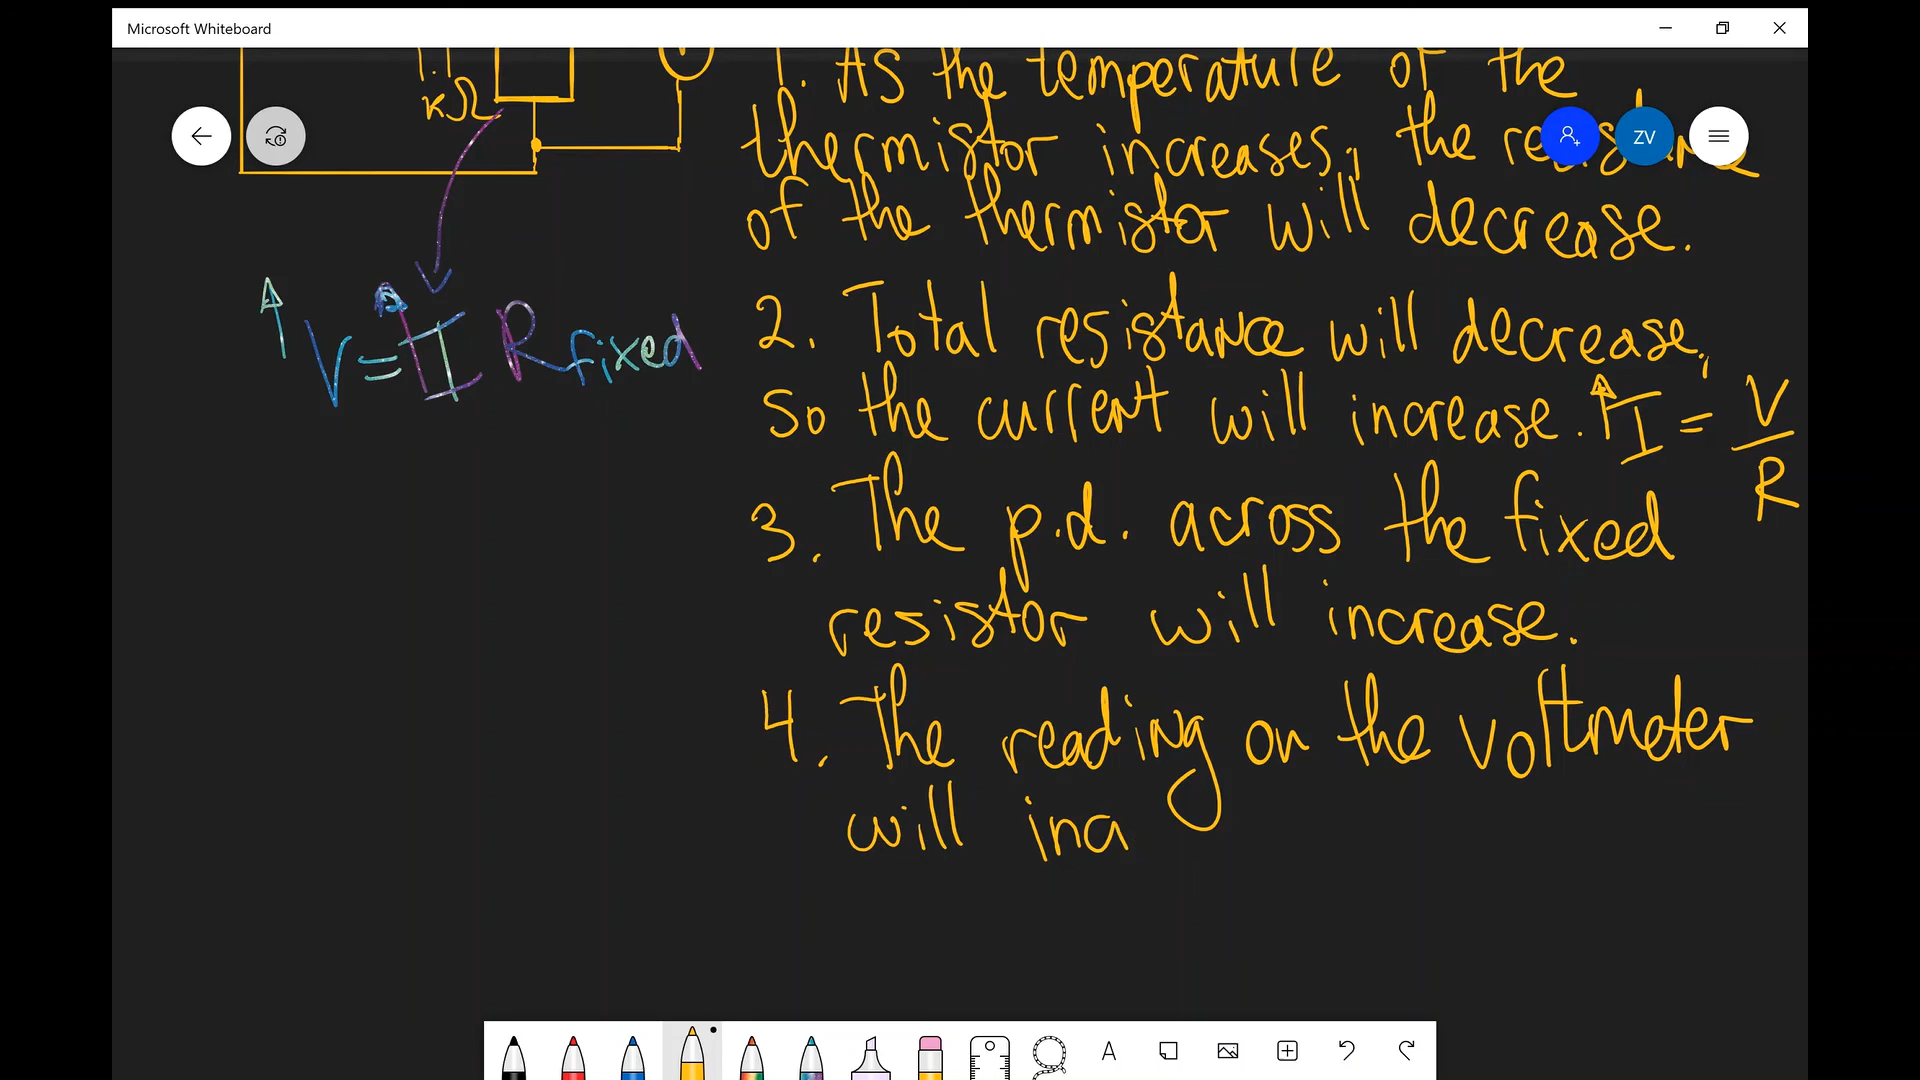 Microsoft Whiteboard
1.1
KΩ
V = I R fixed
1. As the temperature of the
thermistor increases, the
of the thermistor will decrease.
2. Total resistance will decrease,
so the current will increase. I = V/R
3. The p.d. across the fixed
resistor will increase.
4. The reading on the voltmeter
will inc
ZV
A